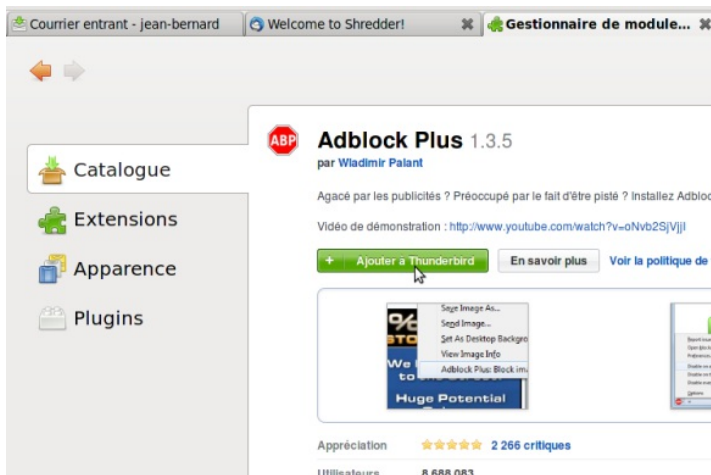 Courrier entrant - jean-bernard
Welcome to Shredder!
Gestionnaire de module...
ABP
Adblock Plus 1.3.5
par Wladimir Palant
Catalogue
Extensions
Apparence
Plugins
Agacé par les publicités ? Préoccupé par le fait d'être pisté ? Installez Adbloc
Vidéo de démonstration : http://www.youtube.com/watch?v=oNvb2SjVjjI
+ Ajouter à Thunderbird
En savoir plus
Voir la politique de
Save Image As...
Send Image...
Set As Desktop Backgro
View Image Info
Adblock Plus: Block im
Huge Potential
Appréciation 2 266 critiques
Utilisateurs 8 688 083